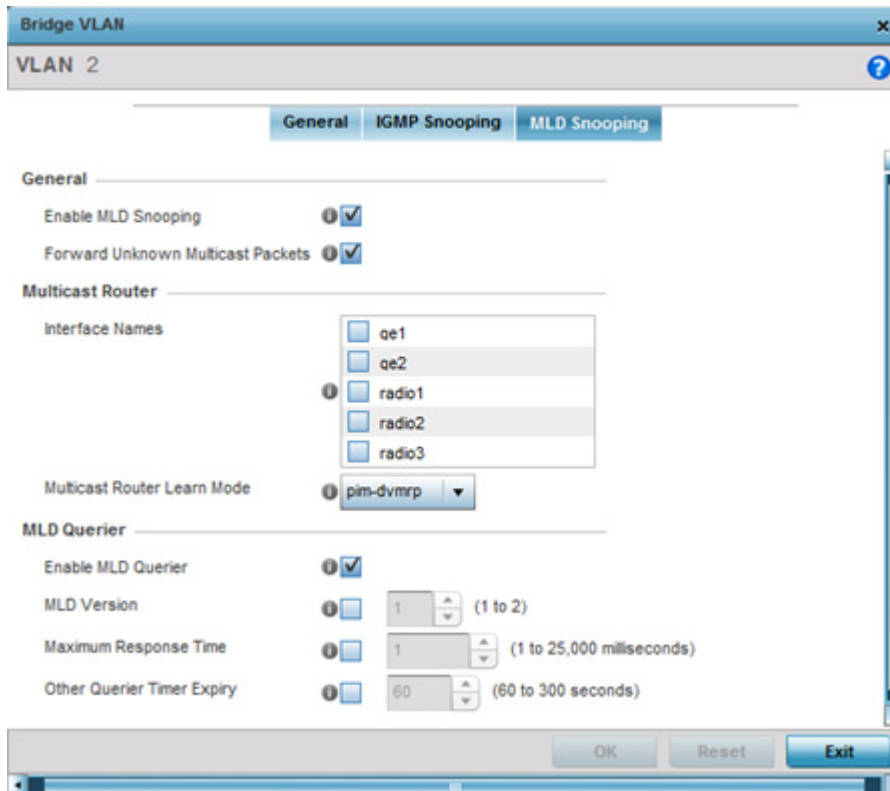 Bridge VLAN ×
VLAN 2 ?
General IGMP Snooping MLD Snooping
General
Enable MLD Snooping
Forward Unknown Multicast Packets
Multicast Router
Interface Names
ge1
ge2
radio1
radio2
radio3
Multicast Router Learn Mode pim-dvmrp
MLD Querier
Enable MLD Querier
MLD Version 1 (1 to 2)
Maximum Response Time 1 (1 to 25,000 milliseconds)
Other Querier Timer Expiry 60 (60 to 300 seconds)
OK Reset Exit